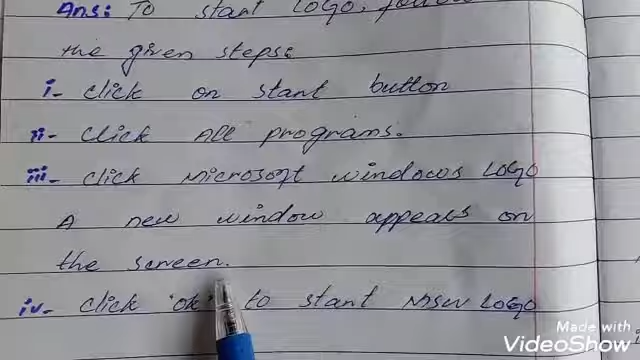 Ans: To start LOGO, follow
the given steps:
i- click on start button
ii- click All programs.
iii- click Microsoft windows LOGO
A new window appears on
the screen.
iv- click 'ok' to start MSW LOGO
Made with
VideoShow